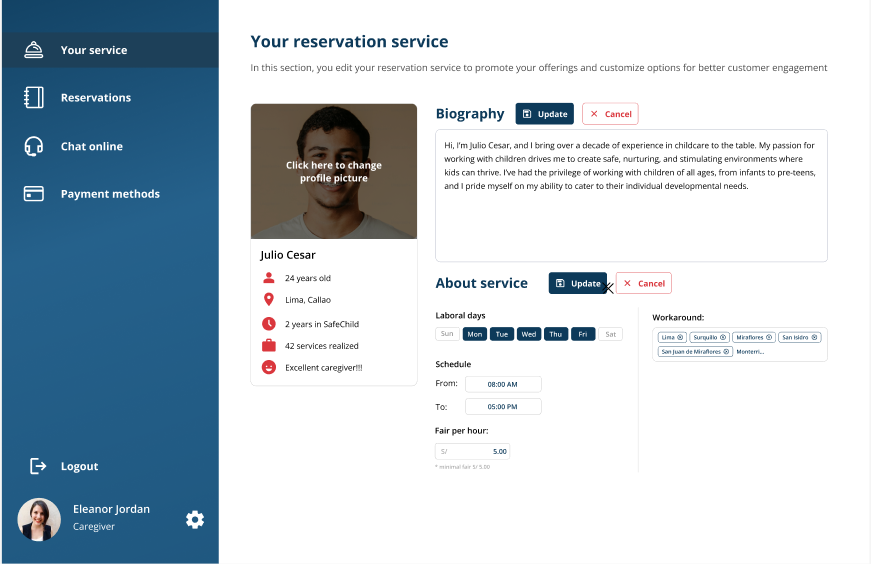 Your service
Reservations
Chat online
Payment methods
Logout
Eleanor Jordan
Caregiver
Your reservation service
In this section, you edit your reservation service to promote your offerings and customize options for better customer engagement
Click here to change
profile picture
Julio Cesar
24 years old
Lima, Callao
2 years in SafeChild
42 services realized
Excellent caregiver!!!
Biography
Update
Cancel
Hi, I'm Julio Cesar, and I bring over a decade of experience in childcare to the table. My passion for
working with children drives me to create safe, nurturing, and stimulating environments where
kids can thrive. I've had the privilege of working with children of all ages, from infants to pre-teens,
and I pride myself on my ability to cater to their individual developmental needs.
About service
Update
Cancel
Laboral days
Sun Mon Tue Wed Thu Fri Sat
Schedule
From: 08:00 AM
To: 05:00 PM
Fair per hour:
S/ 5.00
* minimal fair S/ 5.00
Workaround:
Lima Surquillo Miraflores San Isidro
San Juan de Miraflores Monterri...